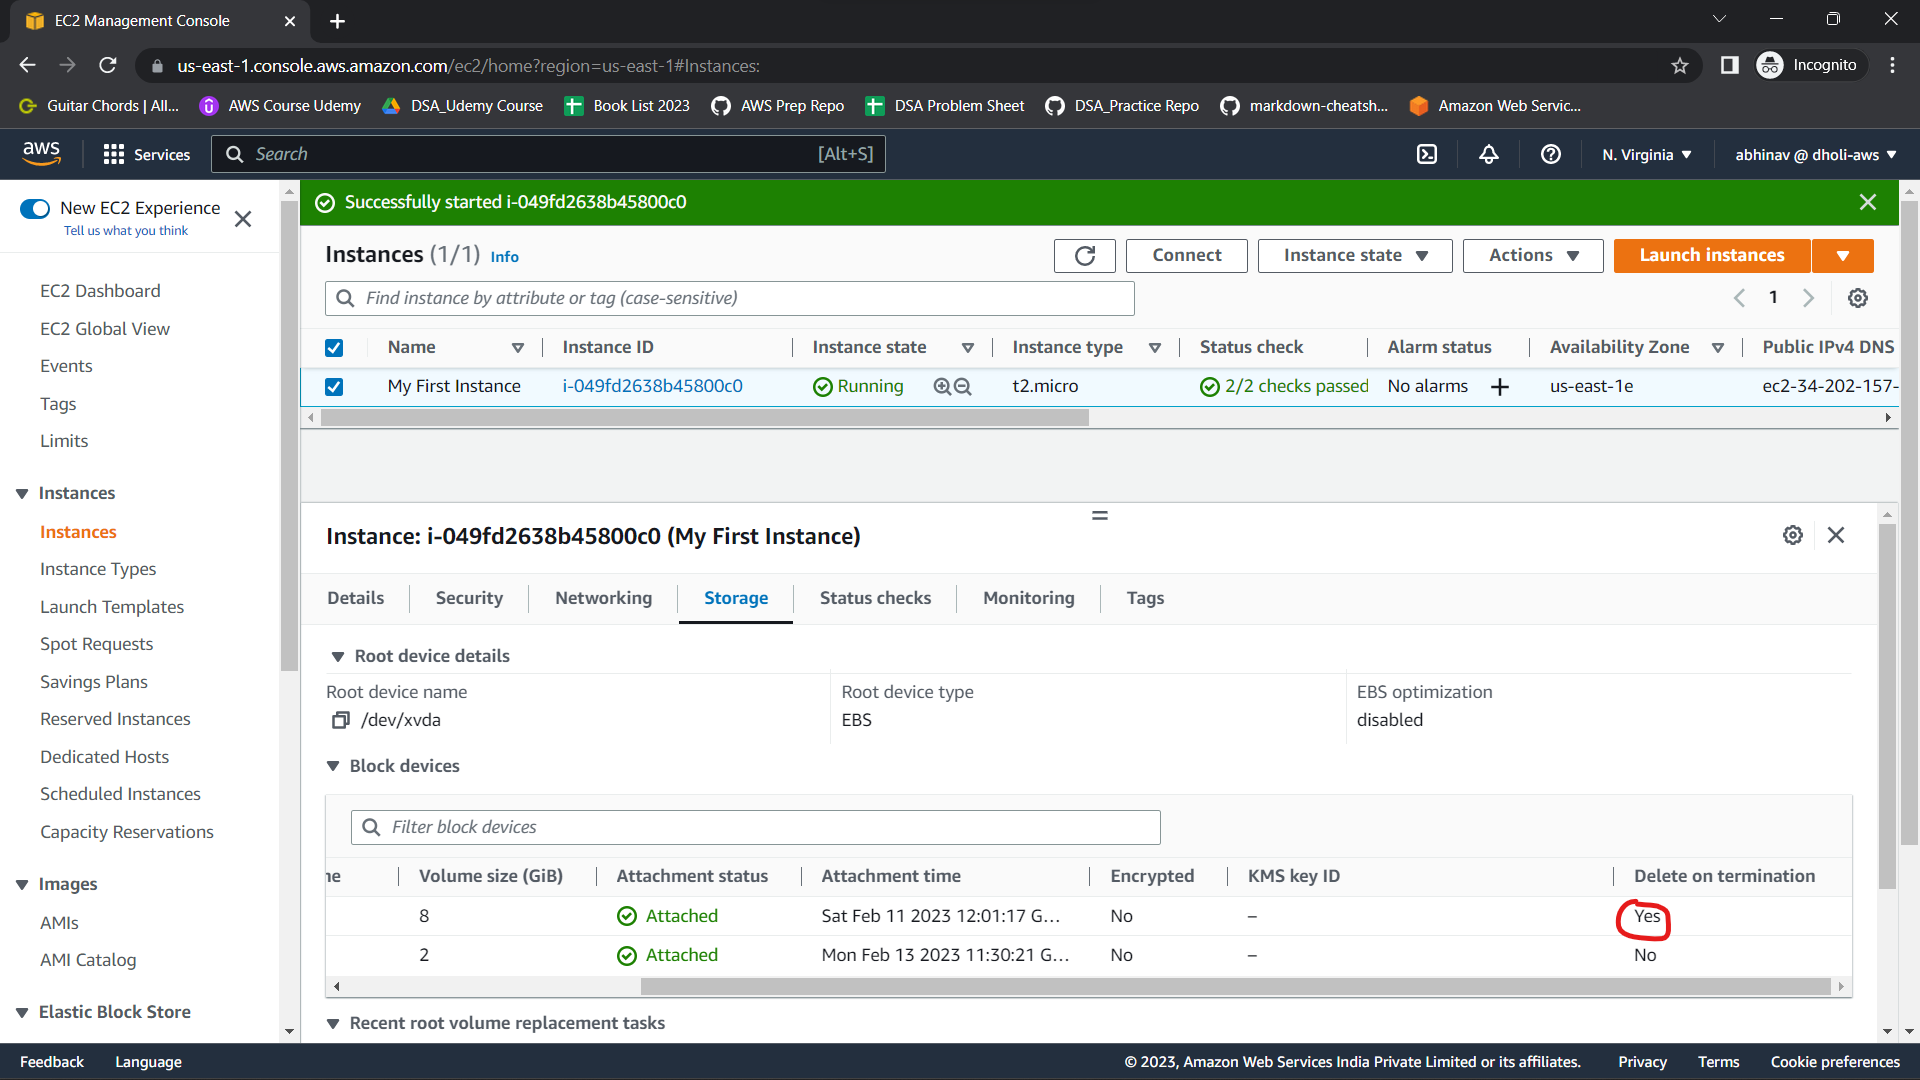 EC2 Management Console
us-east-1.console.aws.amazon.com/ec2/home?region=us-east-1#Instances:
Incognito
Guitar Chords | All...
AWS Course Udemy
DSA_Udemy Course
Book List 2023
AWS Prep Repo
DSA Problem Sheet
DSA_Practice Repo
markdown-cheatsh...
Amazon Web Servic...
aws
Services
Search
[Alt+S]
N. Virginia
abhinav @ dholi-aws
New EC2 Experience
Tell us what you think
EC2 Dashboard
EC2 Global View
Events
Tags
Limits
Instances
Instances
Instance Types
Launch Templates
Spot Requests
Savings Plans
Reserved Instances
Dedicated Hosts
Scheduled Instances
Capacity Reservations
Images
AMIs
AMI Catalog
Elastic Block Store
Successfully started i-049fd2638b45800c0
Instances (1/1) Info
Connect
Instance state
Actions
Launch instances
Find instance by attribute or tag (case-sensitive)
1
Name Instance ID Instance state Instance type Status check Alarm status Availability Zone Public IPv4 DNS
My First Instance i-049fd2638b45800c0 Running t2.micro 2/2 checks passed No alarms + us-east-1e ec2-34-202-157-
Instance: i-049fd2638b45800c0 (My First Instance)
Details Security Networking Storage Status checks Monitoring Tags
Root device details
Root device name Root device type EBS optimization
/dev/xvda EBS disabled
Block devices
Filter block devices
ne Volume size (GiB) Attachment status Attachment time Encrypted KMS key ID Delete on termination
8 Attached Sat Feb 11 2023 12:01:17 G... No – Yes
2 Attached Mon Feb 13 2023 11:30:21 G... No – No
Recent root volume replacement tasks
Feedback Language © 2023, Amazon Web Services India Private Limited or its affiliates. Privacy Terms Cookie preferences